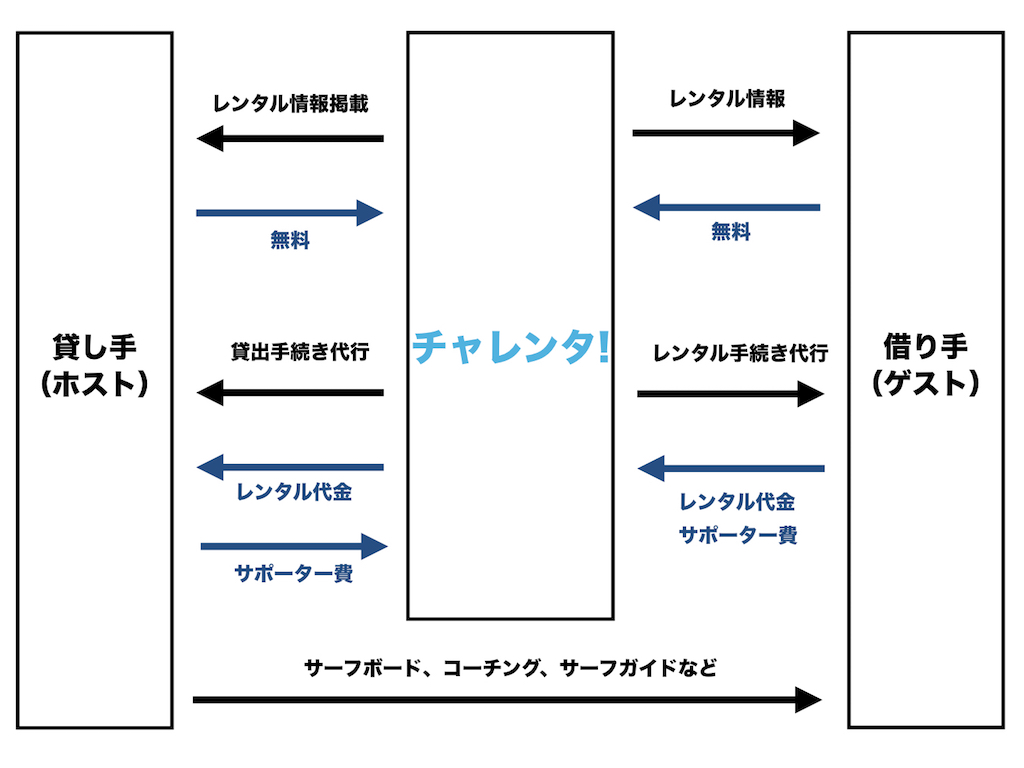 レンタル情報掲載
レンタル情報
無料
無料
貸し手
（ホスト）
貸出手続き代行
チャレンタ!
レンタル手続き代行
借り手
（ゲスト）
レンタル代金
レンタル代金
サポーター費
サポーター費
サーフボード、コーチング、サーフガイドなど